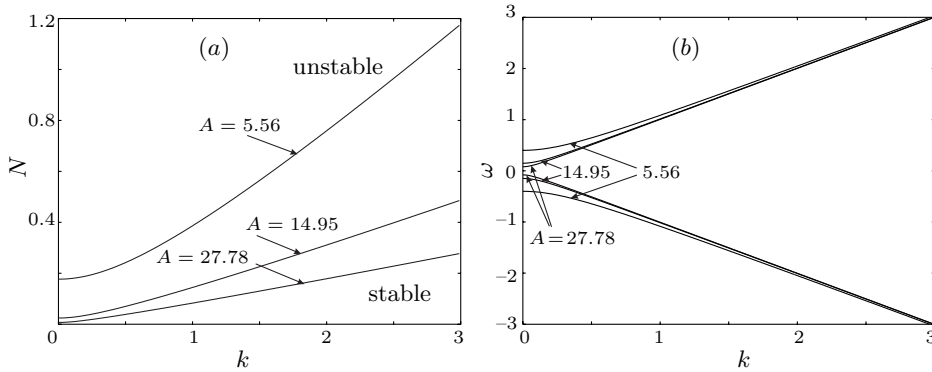 1.2
(a)
unstable
0.8
A = 5.56
N
0.4
A = 14.95
A = 27.78
stable
0 1 2 3
k
3
(b)
2
1
ω
0
14.95 5.56
−1
A = 27.78
−2
−3
0 1 2 3
k